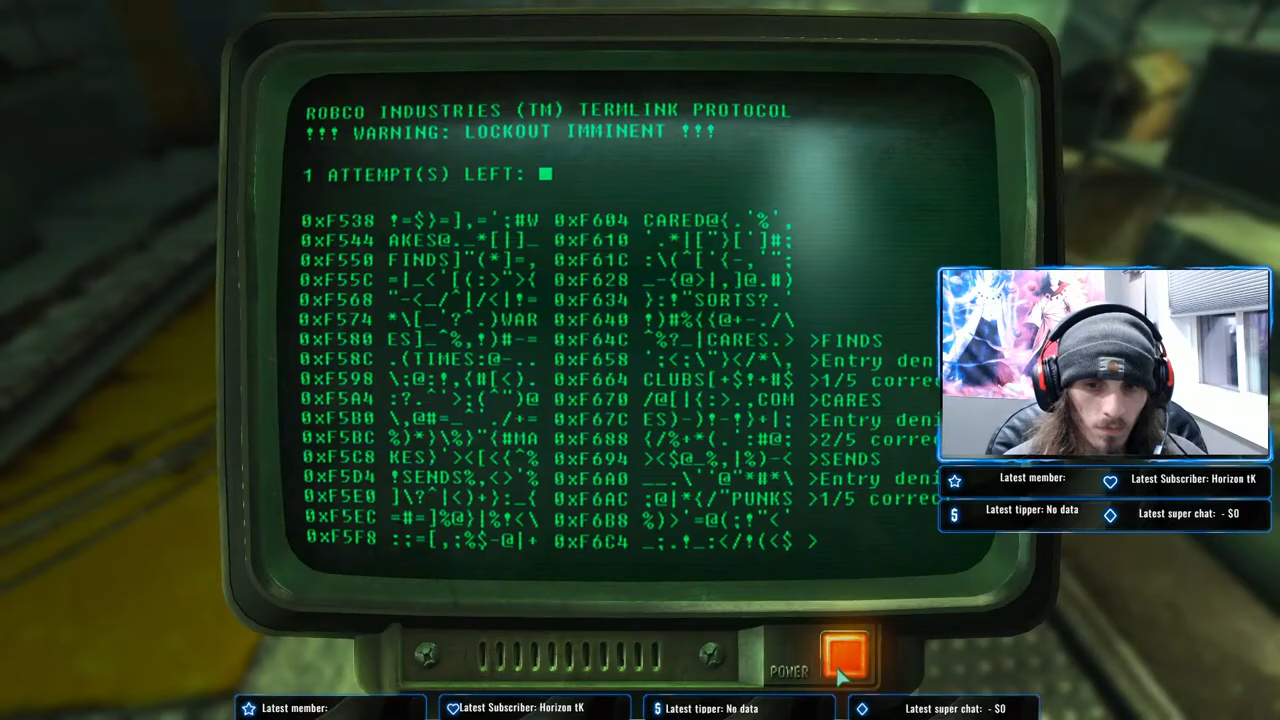 ROBCO INDUSTRIES (TM) TERMLINK PROTOCOL
!!! WARNING: LOCKOUT IMMINENT !!!
1 ATTEMPT(S) LEFT:
0xF538 !=$}=],=';#W 0xF604 CARED@{.'%',
0xF544 AKES@._*[|]_ 0xF610 '.*|["}[']#;
0xF550 FINDS]"(*]=, 0xF61C :\(^['{-,'";
0xF55C =|_<'[(:>">{ 0xF628 _-{@>|,]@.#)
0xF568 "-<_/^|/<|!= 0xF634 }:!"SORTS?.'
0xF574 *\[_'?^.)WAR 0xF640 !)#%{{@+-./\
0xF580 ES]_^%,!)#-= 0xF64C ^%?_|CARES.> >FINDS
0xF58C .(TIMES:@-.. 0xF658 ';<;\"}</*\, >Entry deni
0xF598 \;@:!,{#[<). 0xF664 CLUBS[+$!+#$ >1/5 correc
0xF5A4 :?.^'>;(^")@ 0xF670 /@[|{:>.,COM >CARES
0xF5B0 \,@#=_^'./+= 0xF67C ES)-)!-!}+|: >Entry deni
0xF5BC %)*}\%}"{#MA 0xF688 {/%+*(.':#@; >2/5 correc
0xF5C8 KES}'><[<{^% 0xF694 ><$@_%,|%)-< >SENDS
0xF5D4 !SENDS%,<>'% 0xF6A0 __.\'@"*#*\ >Entry deni
0xF5E0 ]\?^|<)+}:_{ 0xF6AC ;@|*{/"PUNKS >1/5 correc
0xF5EC =#=]%@}|%!<\ 0xF6B8 %)>'=@(;!"<'
0xF5F8 :;=[,;%$-@|+ 0xF6C4 _;.!_:</!(<$ >
POWER
Latest member:
Latest Subscriber: Horizon tK
Latest tipper: No data
Latest super chat: - $0
Latest member:
Latest Subscriber: Horizon tK
Latest tipper: No data
Latest super chat: - $0